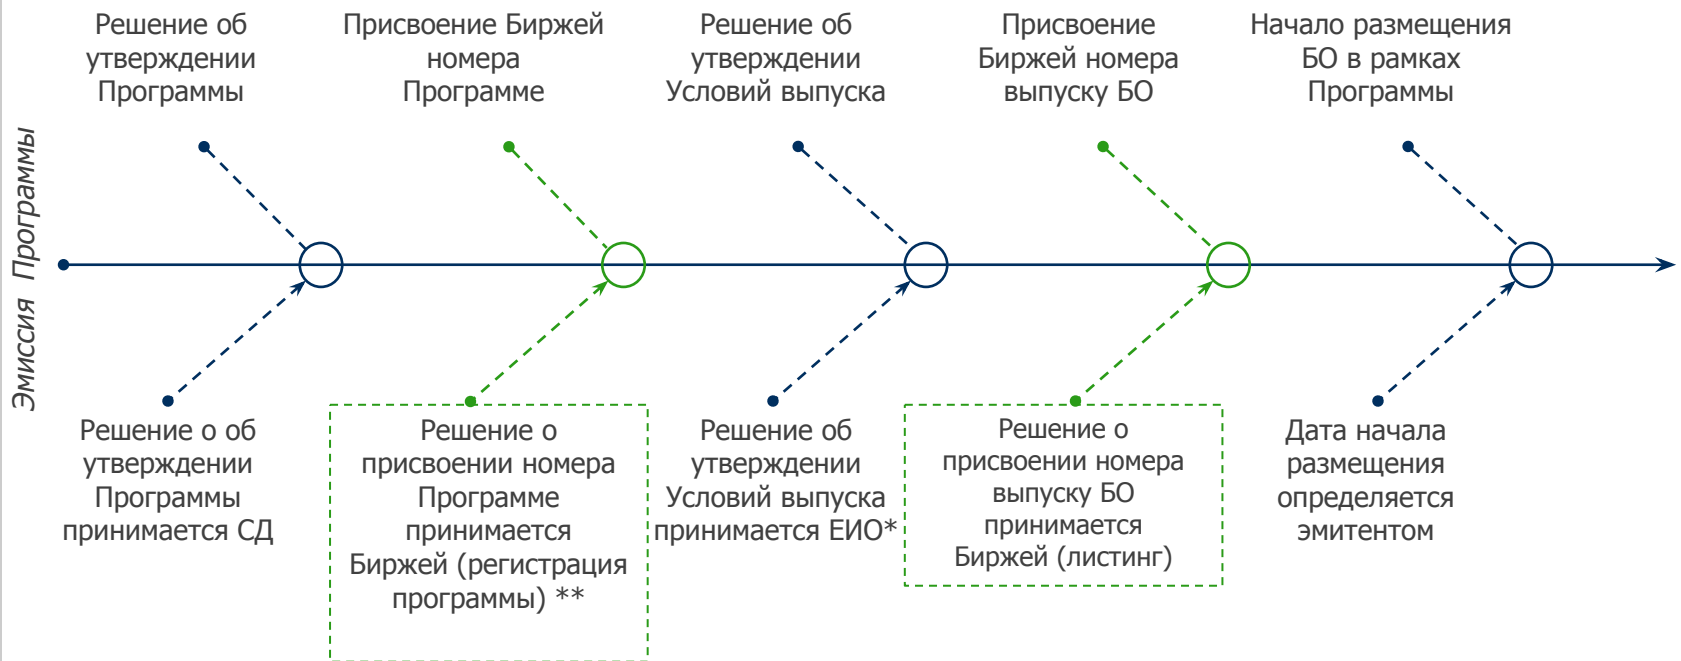 Решение об
утверждении
Программы
Присвоение Биржей
номера
Программе
Решение об
утверждении
Условий выпуска
Присвоение
Биржей номера
выпуску БО
Начало размещения
БО в рамках
Программы
Эмиссия Программы
Решение о об
утверждении
Программы
принимается СД
Решение о
присвоении номера
Программе
принимается
Биржей (регистрация
программы) **
Решение об
утверждении
Условий выпуска
принимается ЕИО*
Решение о
присвоении номера
выпуску БО
принимается
Биржей (листинг)
Дата начала
размещения
определяется
эмитентом